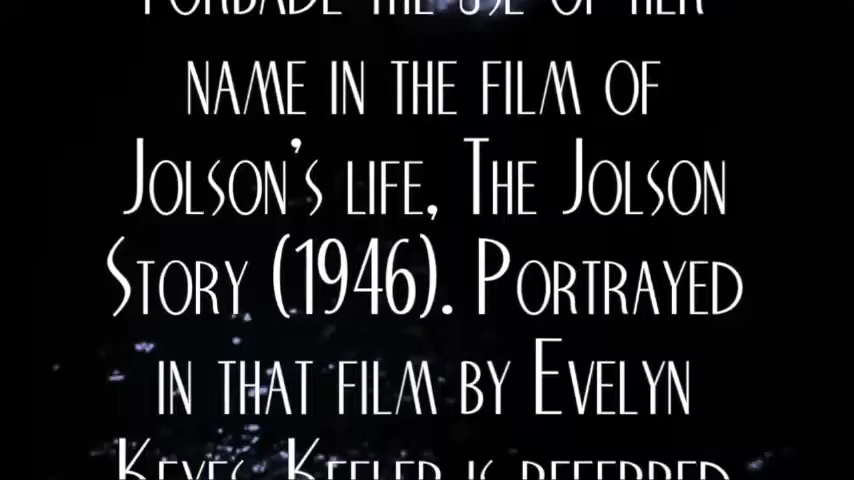 FORBADE THE USE OF HER
NAME IN THE FILM OF
JOLSON'S LIFE, THE JOLSON
STORY (1946). PORTRAYED
IN THAT FILM BY EVELYN
KEYES, KEELER IS REFERRED